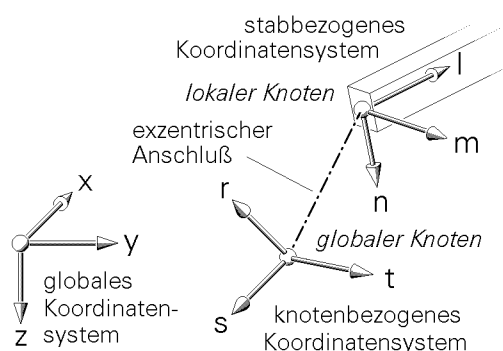 stabbezogenes
Koordinatensystem
lokaler Knoten
l
exzentrischer
Anschluß
m
n
x
r
y
globaler Knoten
t
globales
Koordinaten-
system
z
s
knotenbezogenes
Koordinatensystem